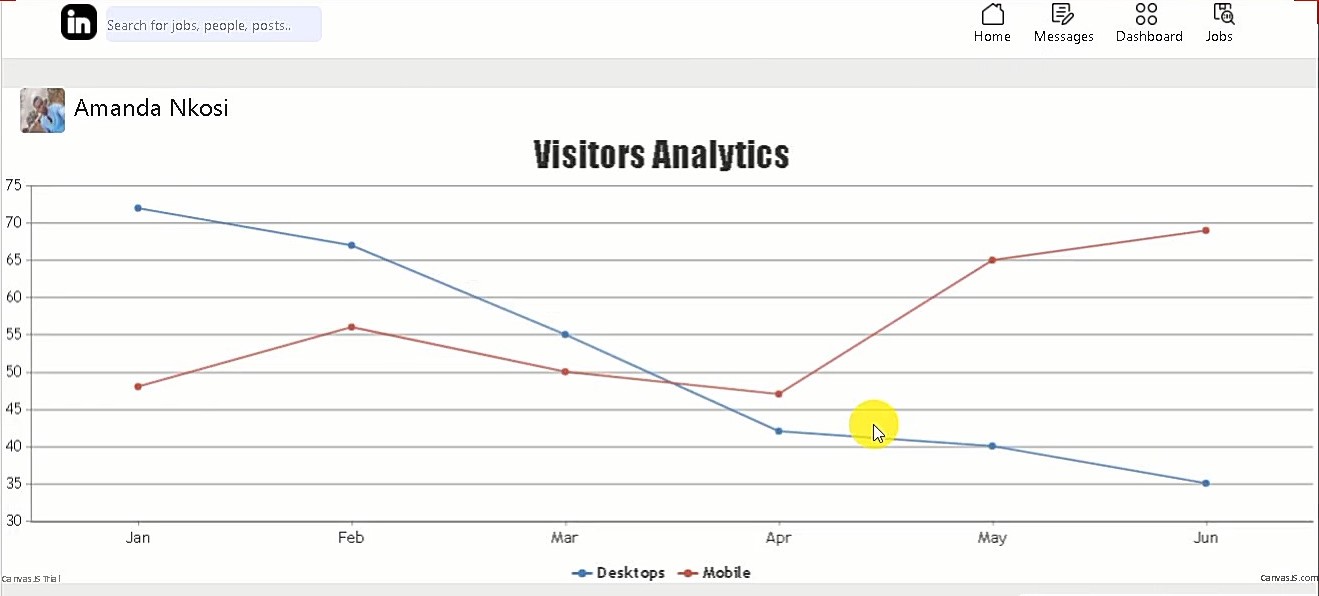 in
Search for jobs, people, posts..
Home Messages Dashboard Jobs
Amanda Nkosi
Visitors Analytics
75
70
65
60
55
50
45
40
35
30
Jan Feb Mar Apr May Jun
Desktops Mobile
CanvasJS Trial CanvasJS.com